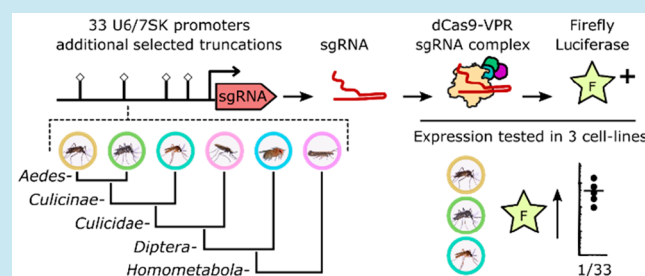 33 U6/7SK promoters
additional selected truncations
sgRNA
dCas9-VPR
sgRNA complex
Firefly
Luciferase
sgRNA
F
+
Aedes-
Culicinae-
Culicidae-
Diptera-
Homometabola-
Expression tested in 3 cell-lines
F
1/33